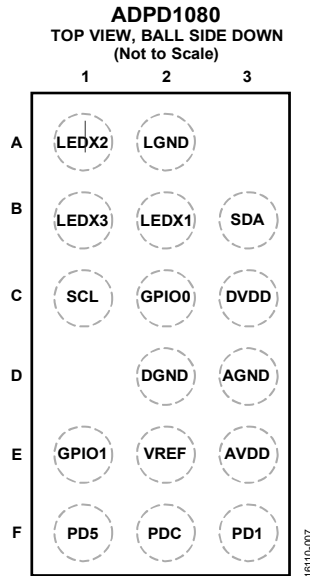 ADPD1080
TOP VIEW, BALL SIDE DOWN
(Not to Scale)
1 2 3
A LEDX2 LGND
B LEDX3 LEDX1 SDA
C SCL GPIO0 DVDD
D DGND AGND
E GPIO1 VREF AVDD
F PD5 PDC PD1
16110-007